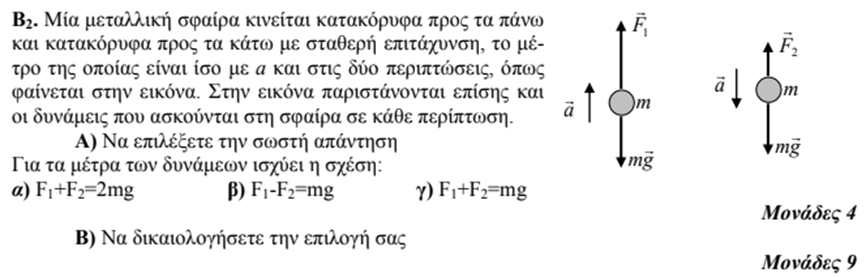 Β₂. Μία μεταλλική σφαίρα κινείται κατακόρυφα προς τα πάνω
και κατακόρυφα προς τα κάτω με σταθερή επιτάχυνση, το μέ-
τρο της οποίας είναι ίσο με a και στις δύο περιπτώσεις, όπως
φαίνεται στην εικόνα. Στην εικόνα παριστάνονται επίσης και
οι δυνάμεις που ασκούνται στη σφαίρα σε κάθε περίπτωση.
Α) Να επιλέξετε την σωστή απάντηση
Για τα μέτρα των δυνάμεων ισχύει η σχέση:
α) F₁+F₂=2mg β) F₁-F₂=mg γ) F₁+F₂=mg
Μονάδες 4
Β) Να δικαιολογήσετε την επιλογή σας
Μονάδες 9
F⃗₁
a⃗
m
mg⃗
F⃗₂
a⃗
m
mg⃗